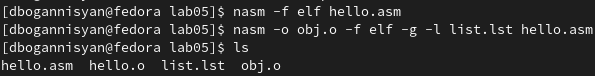 [dbogannisyan@fedora lab05]$ nasm -f elf hello.asm
[dbogannisyan@fedora lab05]$ nasm -o obj.o -f elf -g -l list.lst hello.asm
[dbogannisyan@fedora lab05]$ ls
hello.asm  hello.o  list.lst  obj.o